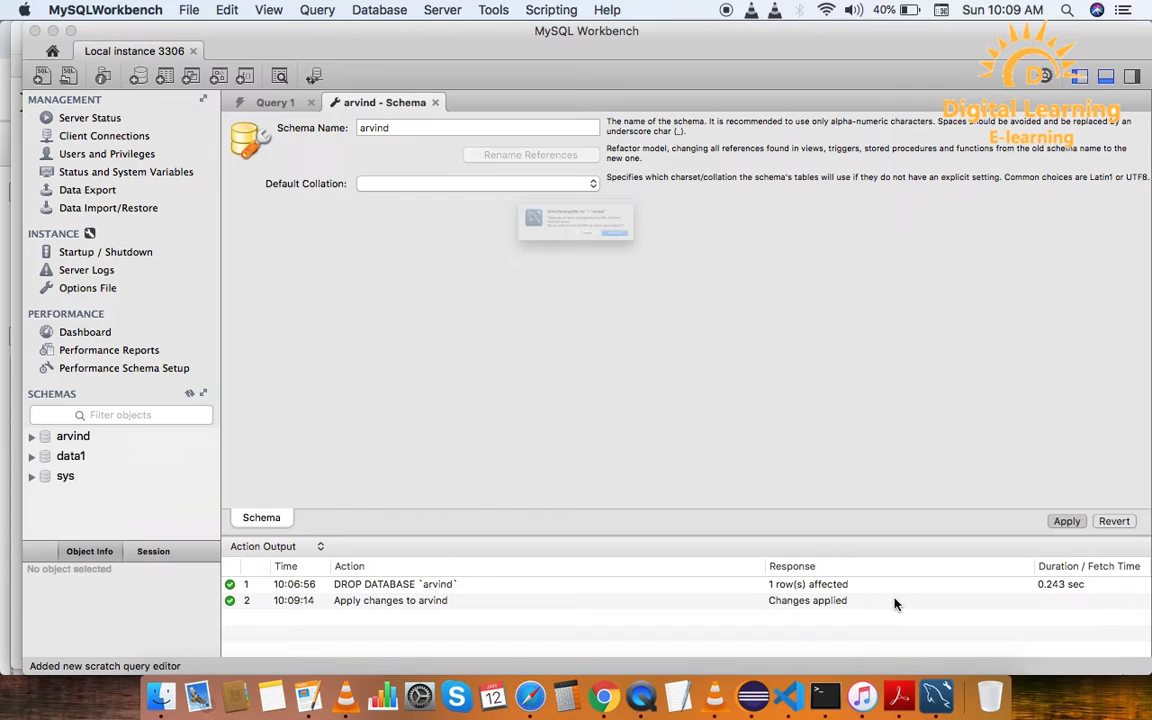 MySQLWorkbench File Edit View Query Database Server Tools Scripting Help 40% Sun 10:09 AM
MySQL Workbench
Local instance 3306
Digital Learning
E-learning
MANAGEMENT
Server Status
Client Connections
Users and Privileges
Status and System Variables
Data Export
Data Import/Restore
INSTANCE
Startup / Shutdown
Server Logs
Options File
PERFORMANCE
Dashboard
Performance Reports
Performance Schema Setup
SCHEMAS
Filter objects
arvind
data1
sys
Object Info Session
No object selected
Query 1 arvind - Schema
Schema Name: arvind
The name of the schema. It is recommended to use only alpha-numeric characters. Spaces should be avoided and be replaced by an
underscore char (_).
Rename References
Refactor model, changing all references found in views, triggers, stored procedures and functions from the old schema name to the
new one.
Default Collation:
Specifies which charset/collation the schema's tables will use if they do not have an explicit setting. Common choices are Latin1 or UTF8.
Schema
Apply Revert
Action Output
Time Action Response Duration / Fetch Time
1 10:06:56 DROP DATABASE `arvind` 1 row(s) affected 0.243 sec
2 10:09:14 Apply changes to arvind Changes applied
Added new scratch query editor